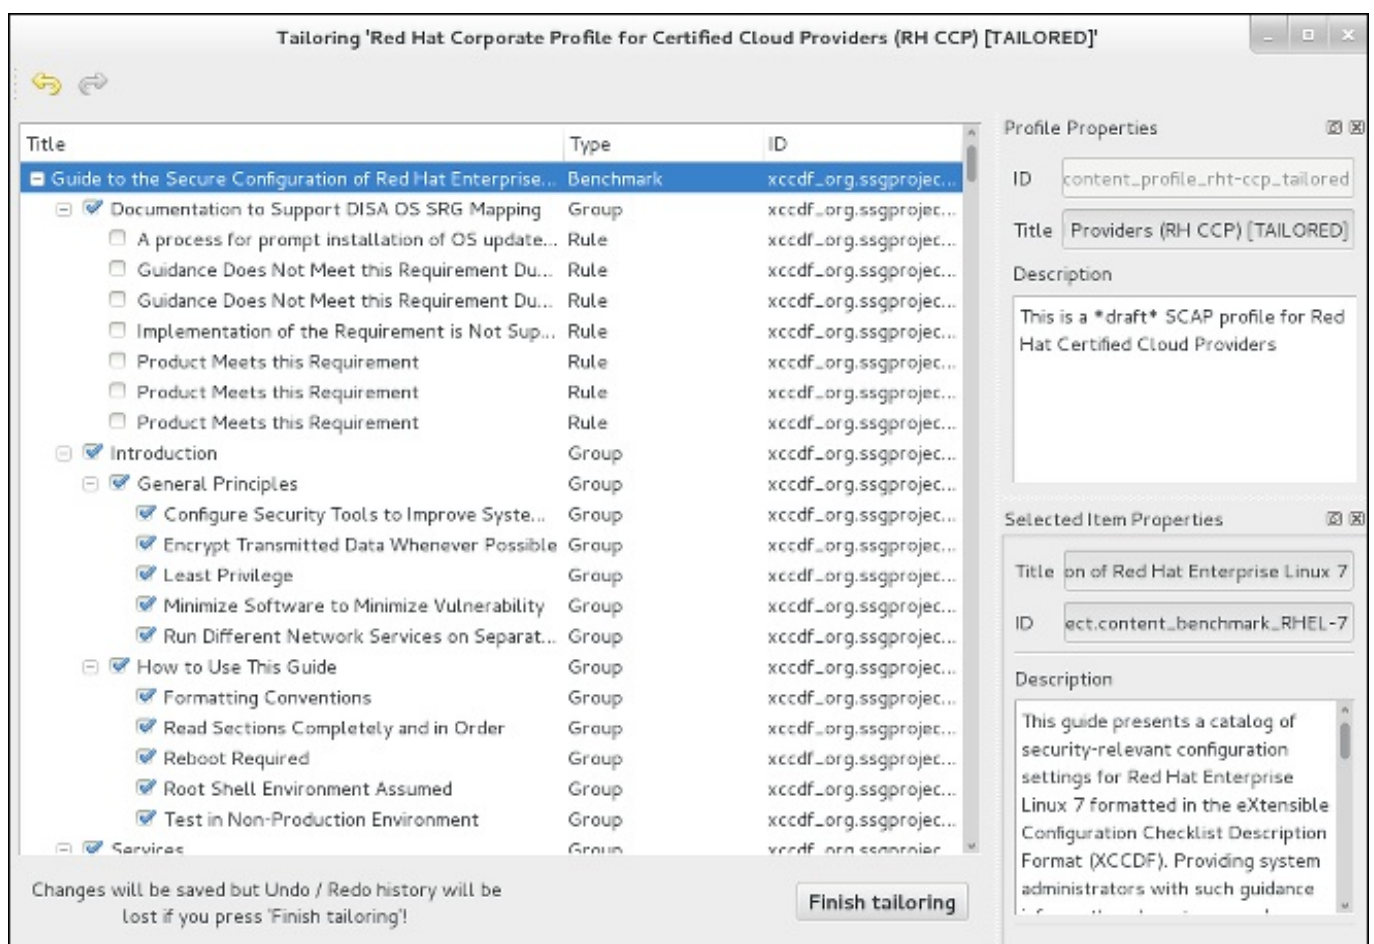 Tailoring 'Red Hat Corporate Profile for Certified Cloud Providers (RH CCP) [TAILORED]'
Title Type ID
Guide to the Secure Configuration of Red Hat Enterprise... Benchmark xccdf_org.ssgprojec...
Documentation to Support DISA OS SRG Mapping Group xccdf_org.ssgprojec...
A process for prompt installation of OS update... Rule xccdf_org.ssgprojec...
Guidance Does Not Meet this Requirement Du... Rule xccdf_org.ssgprojec...
Guidance Does Not Meet this Requirement Du... Rule xccdf_org.ssgprojec...
Implementation of the Requirement is Not Sup... Rule xccdf_org.ssgprojec...
Product Meets this Requirement Rule xccdf_org.ssgprojec...
Product Meets this Requirement Rule xccdf_org.ssgprojec...
Product Meets this Requirement Rule xccdf_org.ssgprojec...
Introduction Group xccdf_org.ssgprojec...
General Principles Group xccdf_org.ssgprojec...
Configure Security Tools to Improve Syste... Group xccdf_org.ssgprojec...
Encrypt Transmitted Data Whenever Possible Group xccdf_org.ssgprojec...
Least Privilege Group xccdf_org.ssgprojec...
Minimize Software to Minimize Vulnerability Group xccdf_org.ssgprojec...
Run Different Network Services on Separat... Group xccdf_org.ssgprojec...
How to Use This Guide Group xccdf_org.ssgprojec...
Formatting Conventions Group xccdf_org.ssgprojec...
Read Sections Completely and in Order Group xccdf_org.ssgprojec...
Reboot Required Group xccdf_org.ssgprojec...
Root Shell Environment Assumed Group xccdf_org.ssgprojec...
Test in Non-Production Environment Group xccdf_org.ssgprojec...
Services Group xccdf_org.ssgprojec...
Changes will be saved but Undo / Redo history will be
lost if you press 'Finish tailoring'!
Finish tailoring
Profile Properties
ID content_profile_rht-ccp_tailored
Title Providers (RH CCP) [TAILORED]
Description
This is a *draft* SCAP profile for Red
Hat Certified Cloud Providers
Selected Item Properties
Title on of Red Hat Enterprise Linux 7
ID ect.content_benchmark_RHEL-7
Description
This guide presents a catalog of
security-relevant configuration
settings for Red Hat Enterprise
Linux 7 formatted in the eXtensible
Configuration Checklist Description
Format (XCCDF). Providing system
administrators with such guidance